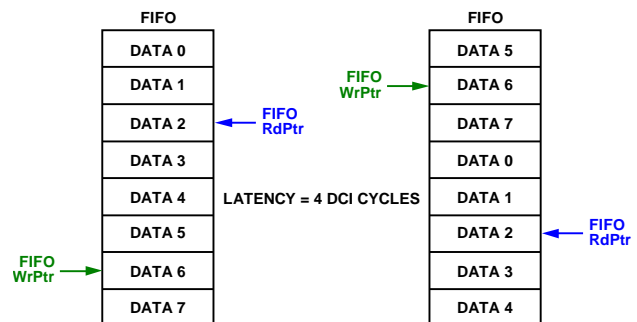 FIFO
DATA 0
DATA 1
DATA 2
DATA 3
DATA 4
DATA 5
DATA 6
DATA 7
FIFO
RdPtr
FIFO
WrPtr
LATENCY = 4 DCI CYCLES
FIFO
DATA 5
DATA 6
DATA 7
DATA 0
DATA 1
DATA 2
DATA 3
DATA 4
FIFO
WrPtr
FIFO
RdPtr